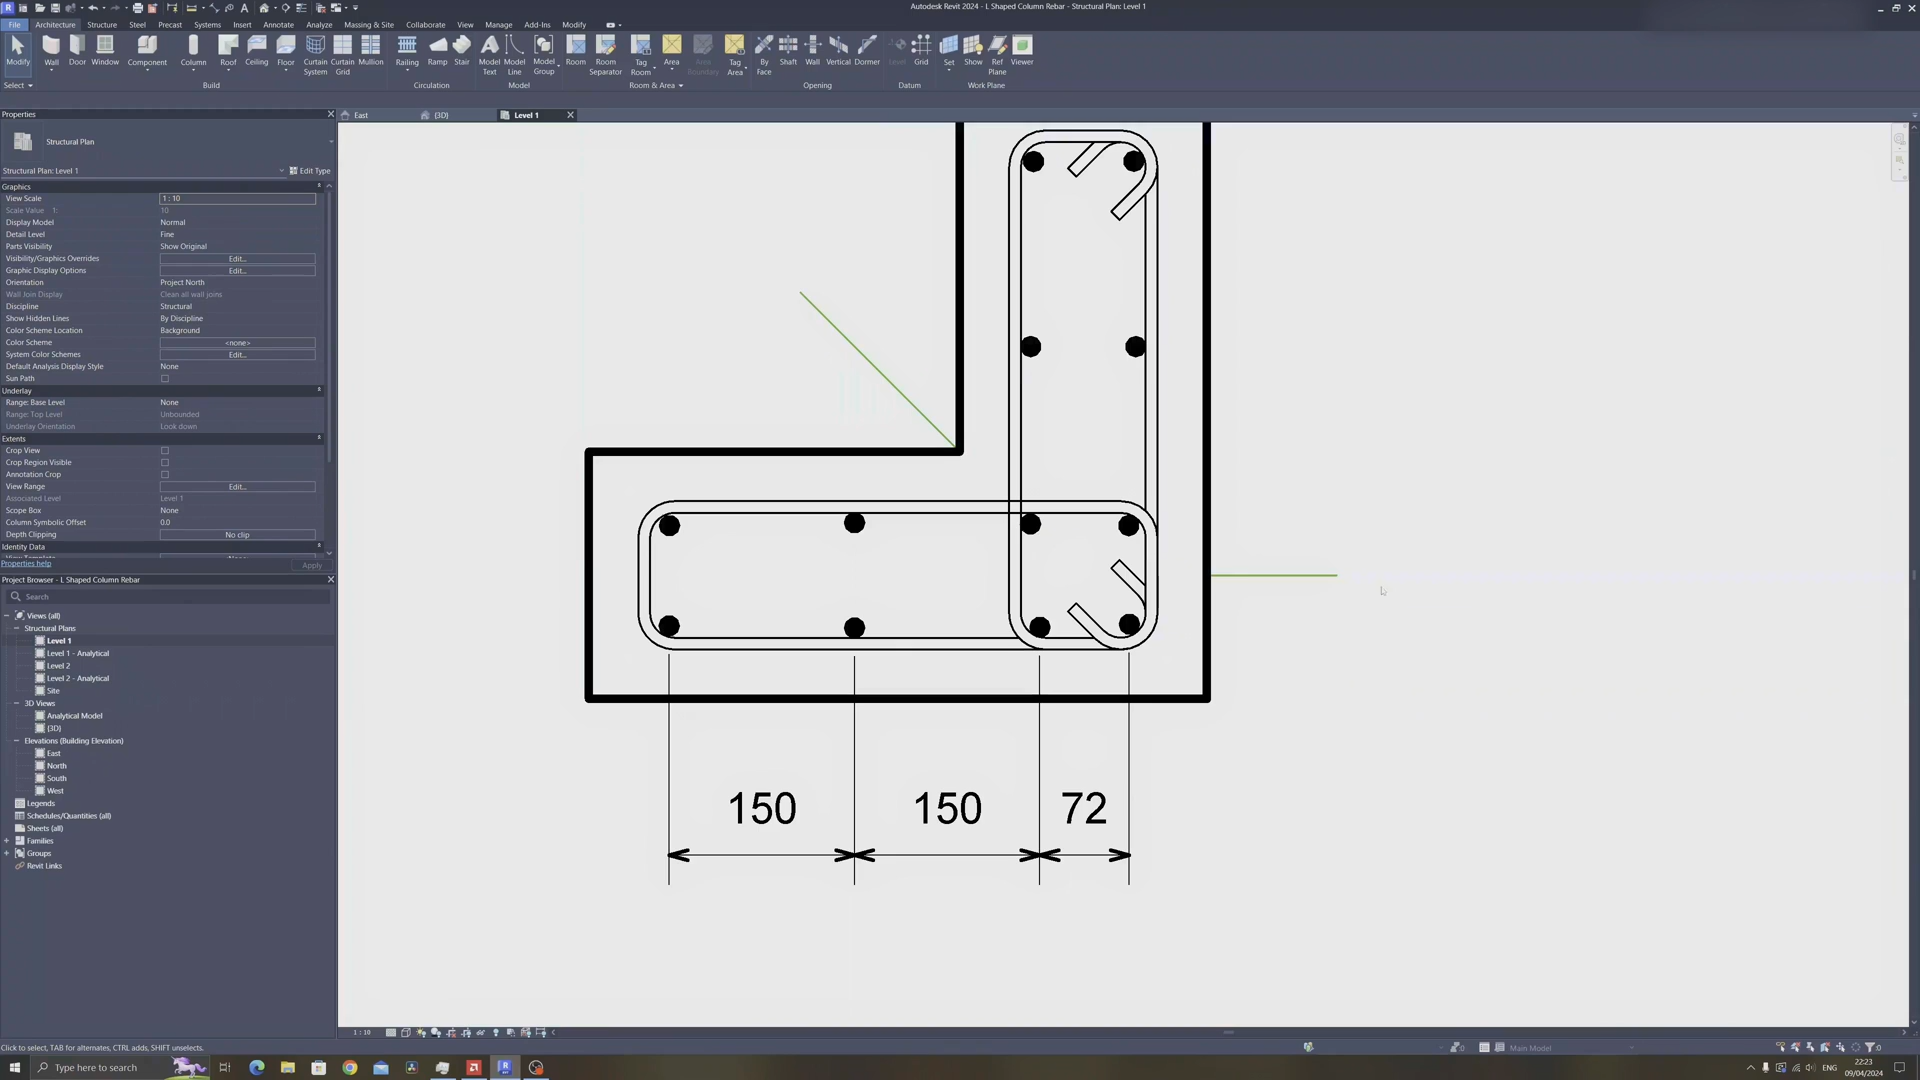 Autodesk Revit 2024 - L Shaped Column Rebar - Structural Plan: Level 1
File Architecture Structure Steel Precast Systems Insert Annotate Analyze Massing & Site Collaborate View Manage Add-Ins Modify
Modify Wall Door Window Component Column Roof Ceiling Floor Curtain System Curtain Grid Mullion Railing Ramp Stair Model Text Model Line Model Group Room Room Separator Tag Room Area Area Boundary Tag Area By Face Shaft Wall Vertical Dormer Level Grid Set Show Ref Plane Viewer
Select Build Circulation Model Room & Area Opening Datum Work Plane
Properties
East
{3D}
Level 1
Structural Plan
Structural Plan: Level 1
Edit Type
Graphics
View Scale 1 : 10
Scale Value 1: 10
Display Model Normal
Detail Level Fine
Parts Visibility Show Original
Visibility/Graphics Overrides Edit...
Graphic Display Options Edit...
Orientation Project North
Wall Join Display Clean all wall joins
Discipline Structural
Show Hidden Lines By Discipline
Color Scheme Location Background
Color Scheme <none>
System Color Schemes Edit...
Default Analysis Display Style None
Sun Path
Underlay
Range: Base Level None
Range: Top Level Unbounded
Underlay Orientation Look down
Extents
Crop View
Crop Region Visible
Annotation Crop
View Range Edit...
Associated Level Level 1
Scope Box None
Column Symbolic Offset 0.0
Depth Clipping No clip
Identity Data
Properties help
Apply
Project Browser - L Shaped Column Rebar
Search
Views (all)
Structural Plans
Level 1
Level 1 - Analytical
Level 2
Level 2 - Analytical
Site
3D Views
Analytical Model
{3D}
Elevations (Building Elevation)
East
North
South
West
Legends
Schedules/Quantities (all)
Sheets (all)
Families
Groups
Revit Links
150 150 72
1 : 10
Click to select, TAB for alternates, CTRL adds, SHIFT unselects.
:0
Main Model
:0
Type here to search
ENG
22:23
09/04/2024